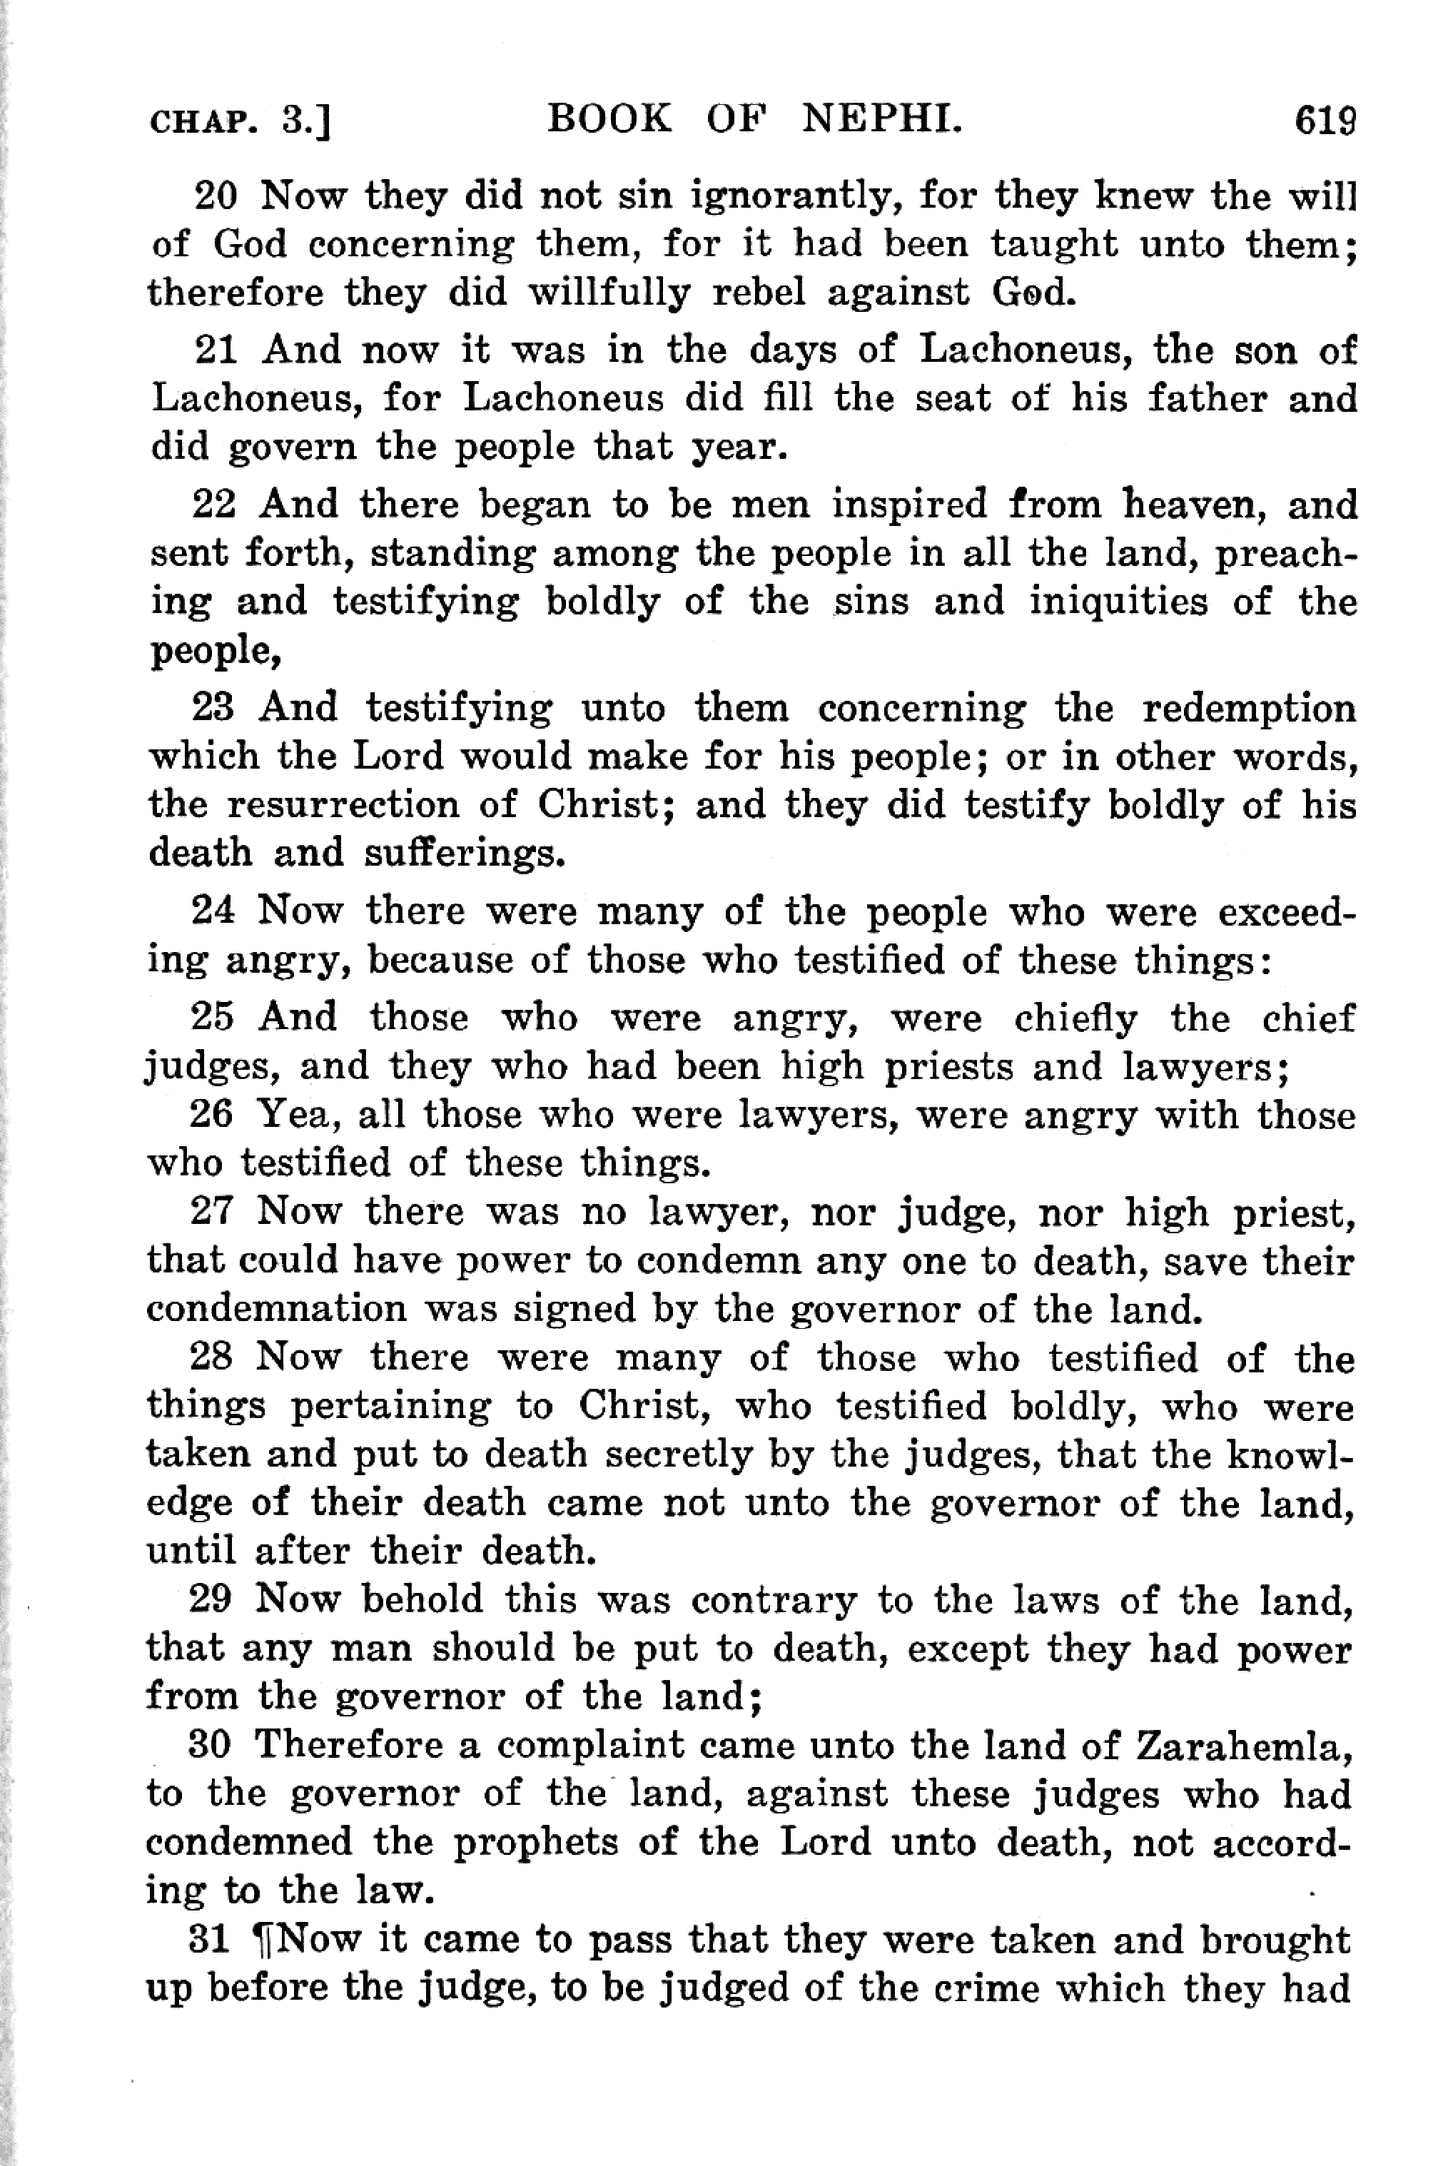 CHAP. 3.] BOOK OF NEPHI. 619
20 Now they did not sin ignorantly, for they knew the will
of God concerning them, for it had been taught unto them;
therefore they did willfully rebel against God.
21 And now it was in the days of Lachoneus, the son of
Lachoneus, for Lachoneus did fill the seat of his father and
did govern the people that year.
22 And there began to be men inspired from heaven, and
sent forth, standing among the people in all the land, preach-
ing and testifying boldly of the sins and iniquities of the
people,
23 And testifying unto them concerning the redemption
which the Lord would make for his people; or in other words,
the resurrection of Christ; and they did testify boldly of his
death and sufferings.
24 Now there were many of the people who were exceed-
ing angry, because of those who testified of these things:
25 And those who were angry, were chiefly the chief
judges, and they who had been high priests and lawyers;
26 Yea, all those who were lawyers, were angry with those
who testified of these things.
27 Now there was no lawyer, nor judge, nor high priest,
that could have power to condemn any one to death, save their
condemnation was signed by the governor of the land.
28 Now there were many of those who testified of the
things pertaining to Christ, who testified boldly, who were
taken and put to death secretly by the judges, that the knowl-
edge of their death came not unto the governor of the land,
until after their death.
29 Now behold this was contrary to the laws of the land,
that any man should be put to death, except they had power
from the governor of the land;
30 Therefore a complaint came unto the land of Zarahemla,
to the governor of the land, against these judges who had
condemned the prophets of the Lord unto death, not accord-
ing to the law.
31 ¶Now it came to pass that they were taken and brought
up before the judge, to be judged of the crime which they had